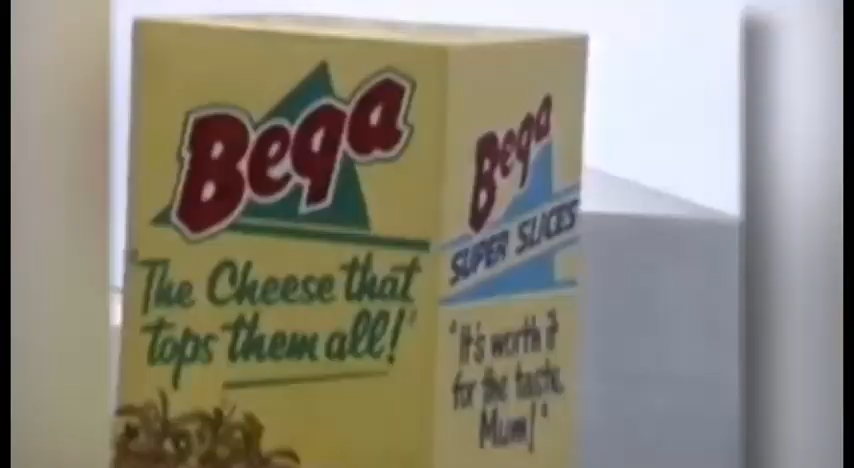 Bega
"The Cheese that
tops them all!"
Bega
SUPER SLICES
"It's worth it
for the taste,
Mum!"